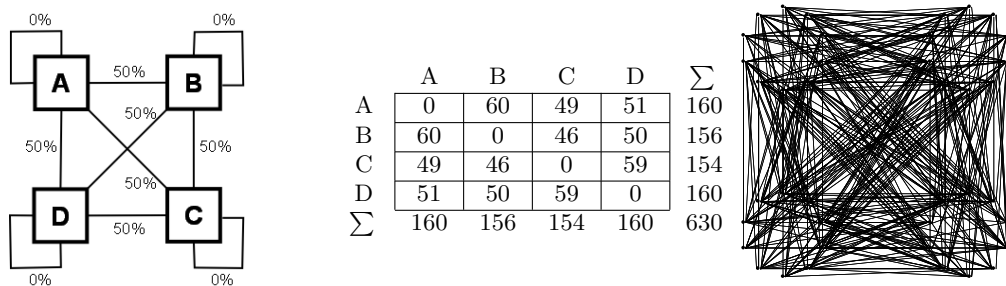 0% 0%
A 50% B
50%
50% 50%
50%
D 50% C
0% 0%
A B C D ∑
A 0 60 49 51 160
B 60 0 46 50 156
C 49 46 0 59 154
D 51 50 59 0 160
∑ 160 156 154 160 630